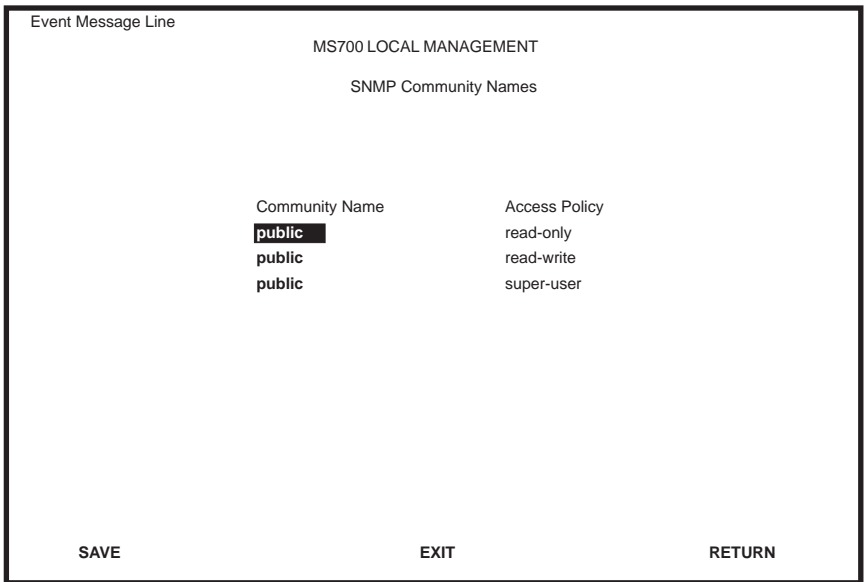 Event Message Line
MS700 LOCAL MANAGEMENT
SNMP Community Names
Community Name Access Policy
public read-only
public read-write
public super-user
SAVE EXIT RETURN